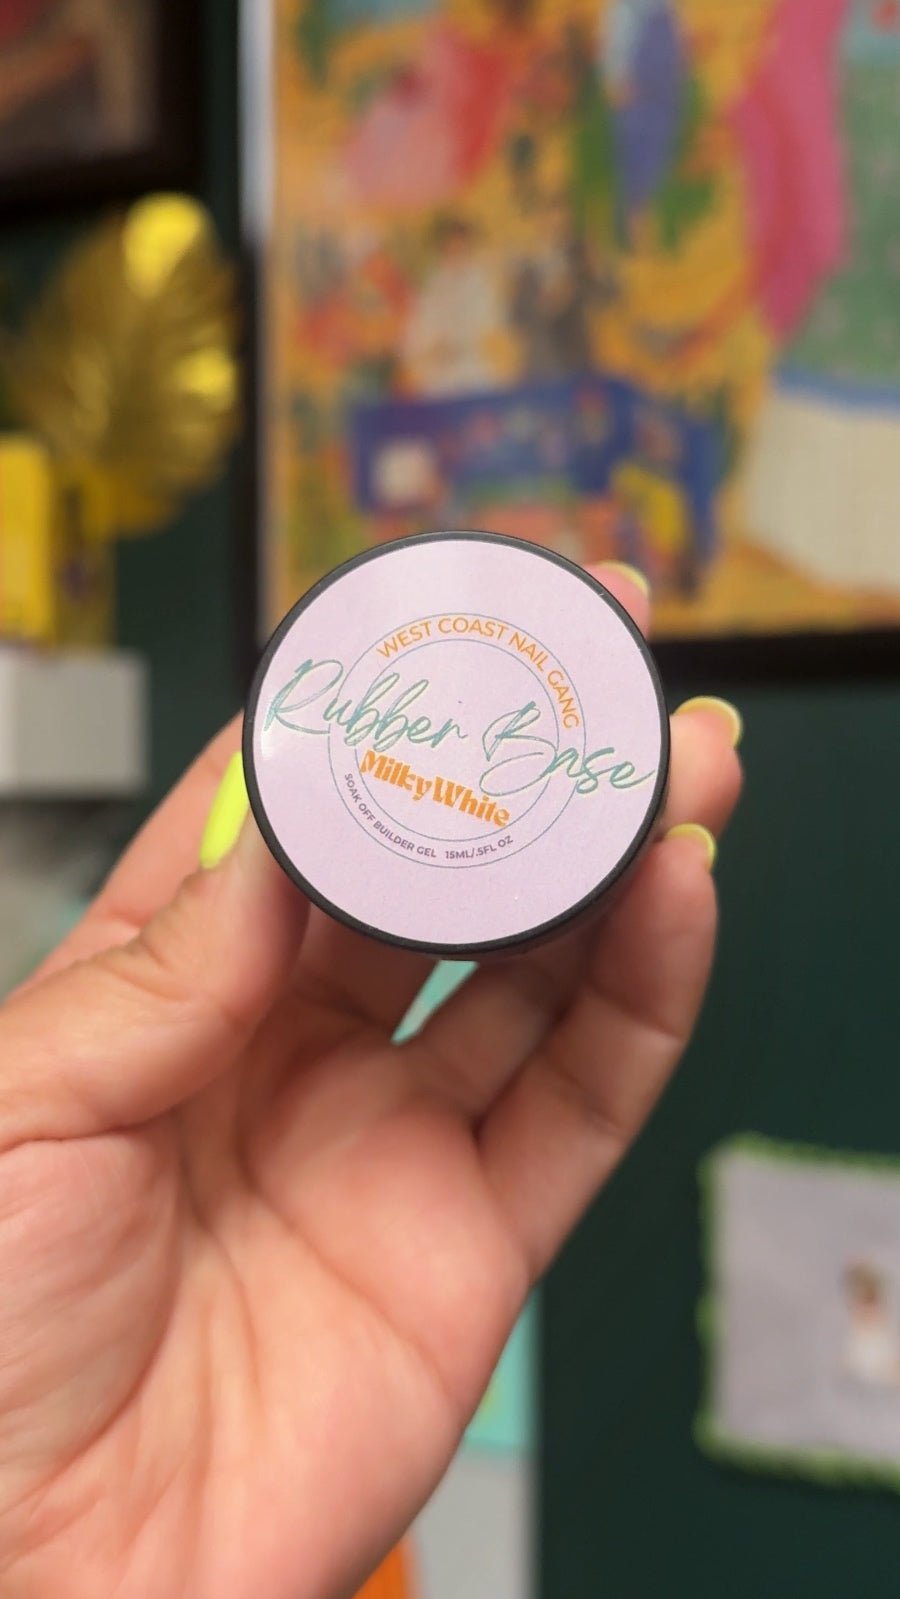 WEST COAST NAIL GANG
Rubber Base
Milky White
SOAK OFF BUILDER GEL 15ML/.5FL OZ